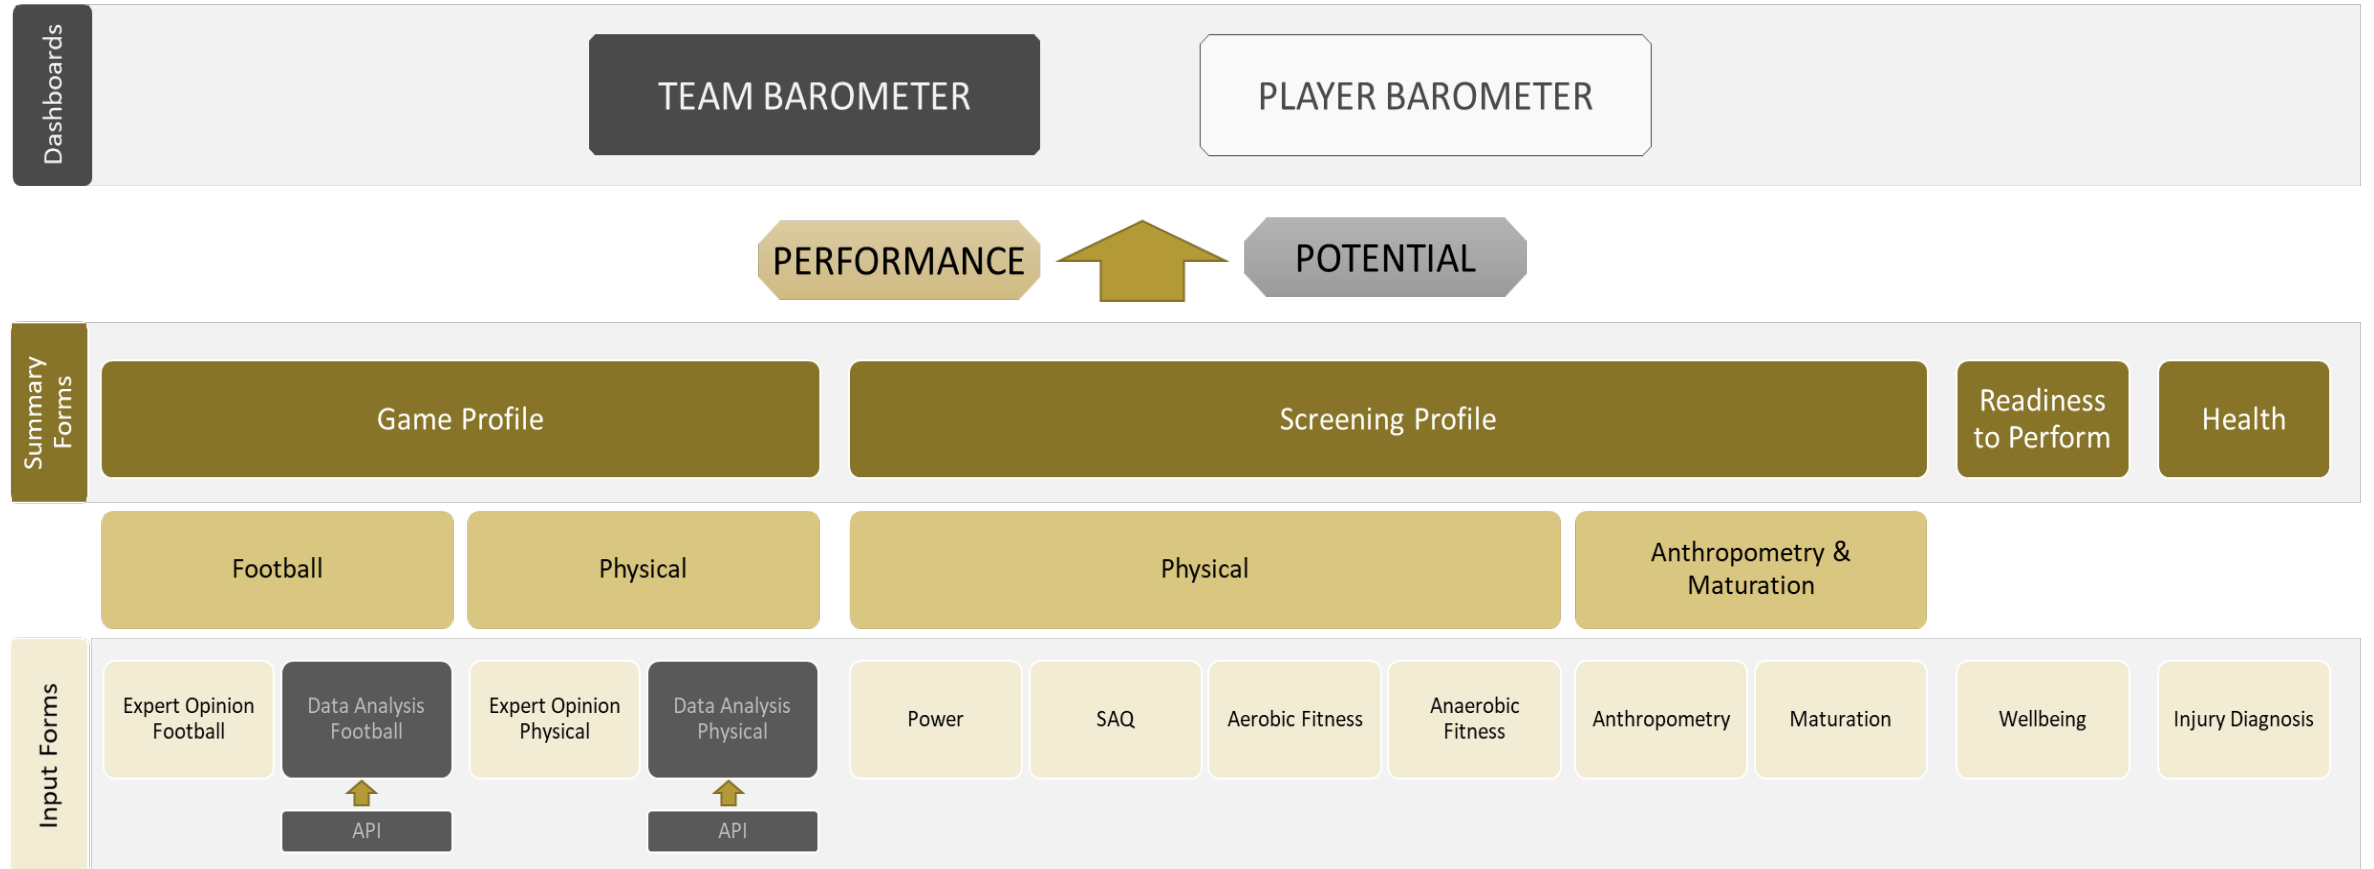 Dashboards
TEAM BAROMETER
PLAYER BAROMETER
PERFORMANCE
POTENTIAL
Summary
Forms
Game Profile
Screening Profile
Readiness
to Perform
Health
Football
Physical
Physical
Anthropometry &
Maturation
Input Forms
Expert Opinion
Football
Data Analysis
Football
Expert Opinion
Physical
Data Analysis
Physical
Power
SAQ
Aerobic Fitness
Anaerobic
Fitness
Anthropometry
Maturation
Wellbeing
Injury Diagnosis
API
API